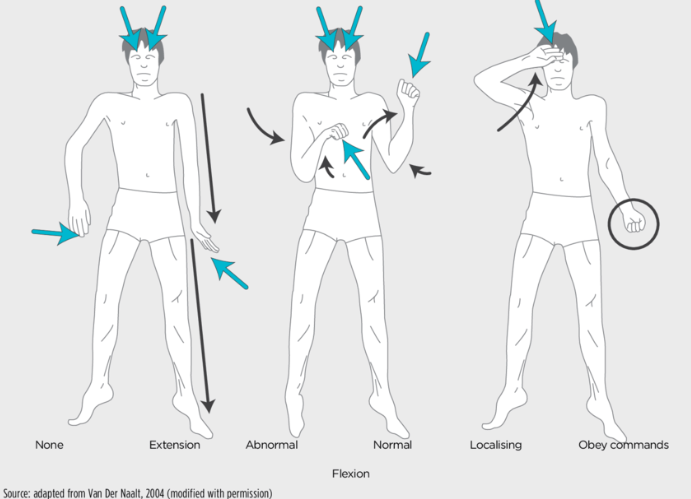 None Extension Abnormal Normal Localising Obey commands
Flexion
Source: adapted from Van Der Naalt, 2004 (modified with permission)